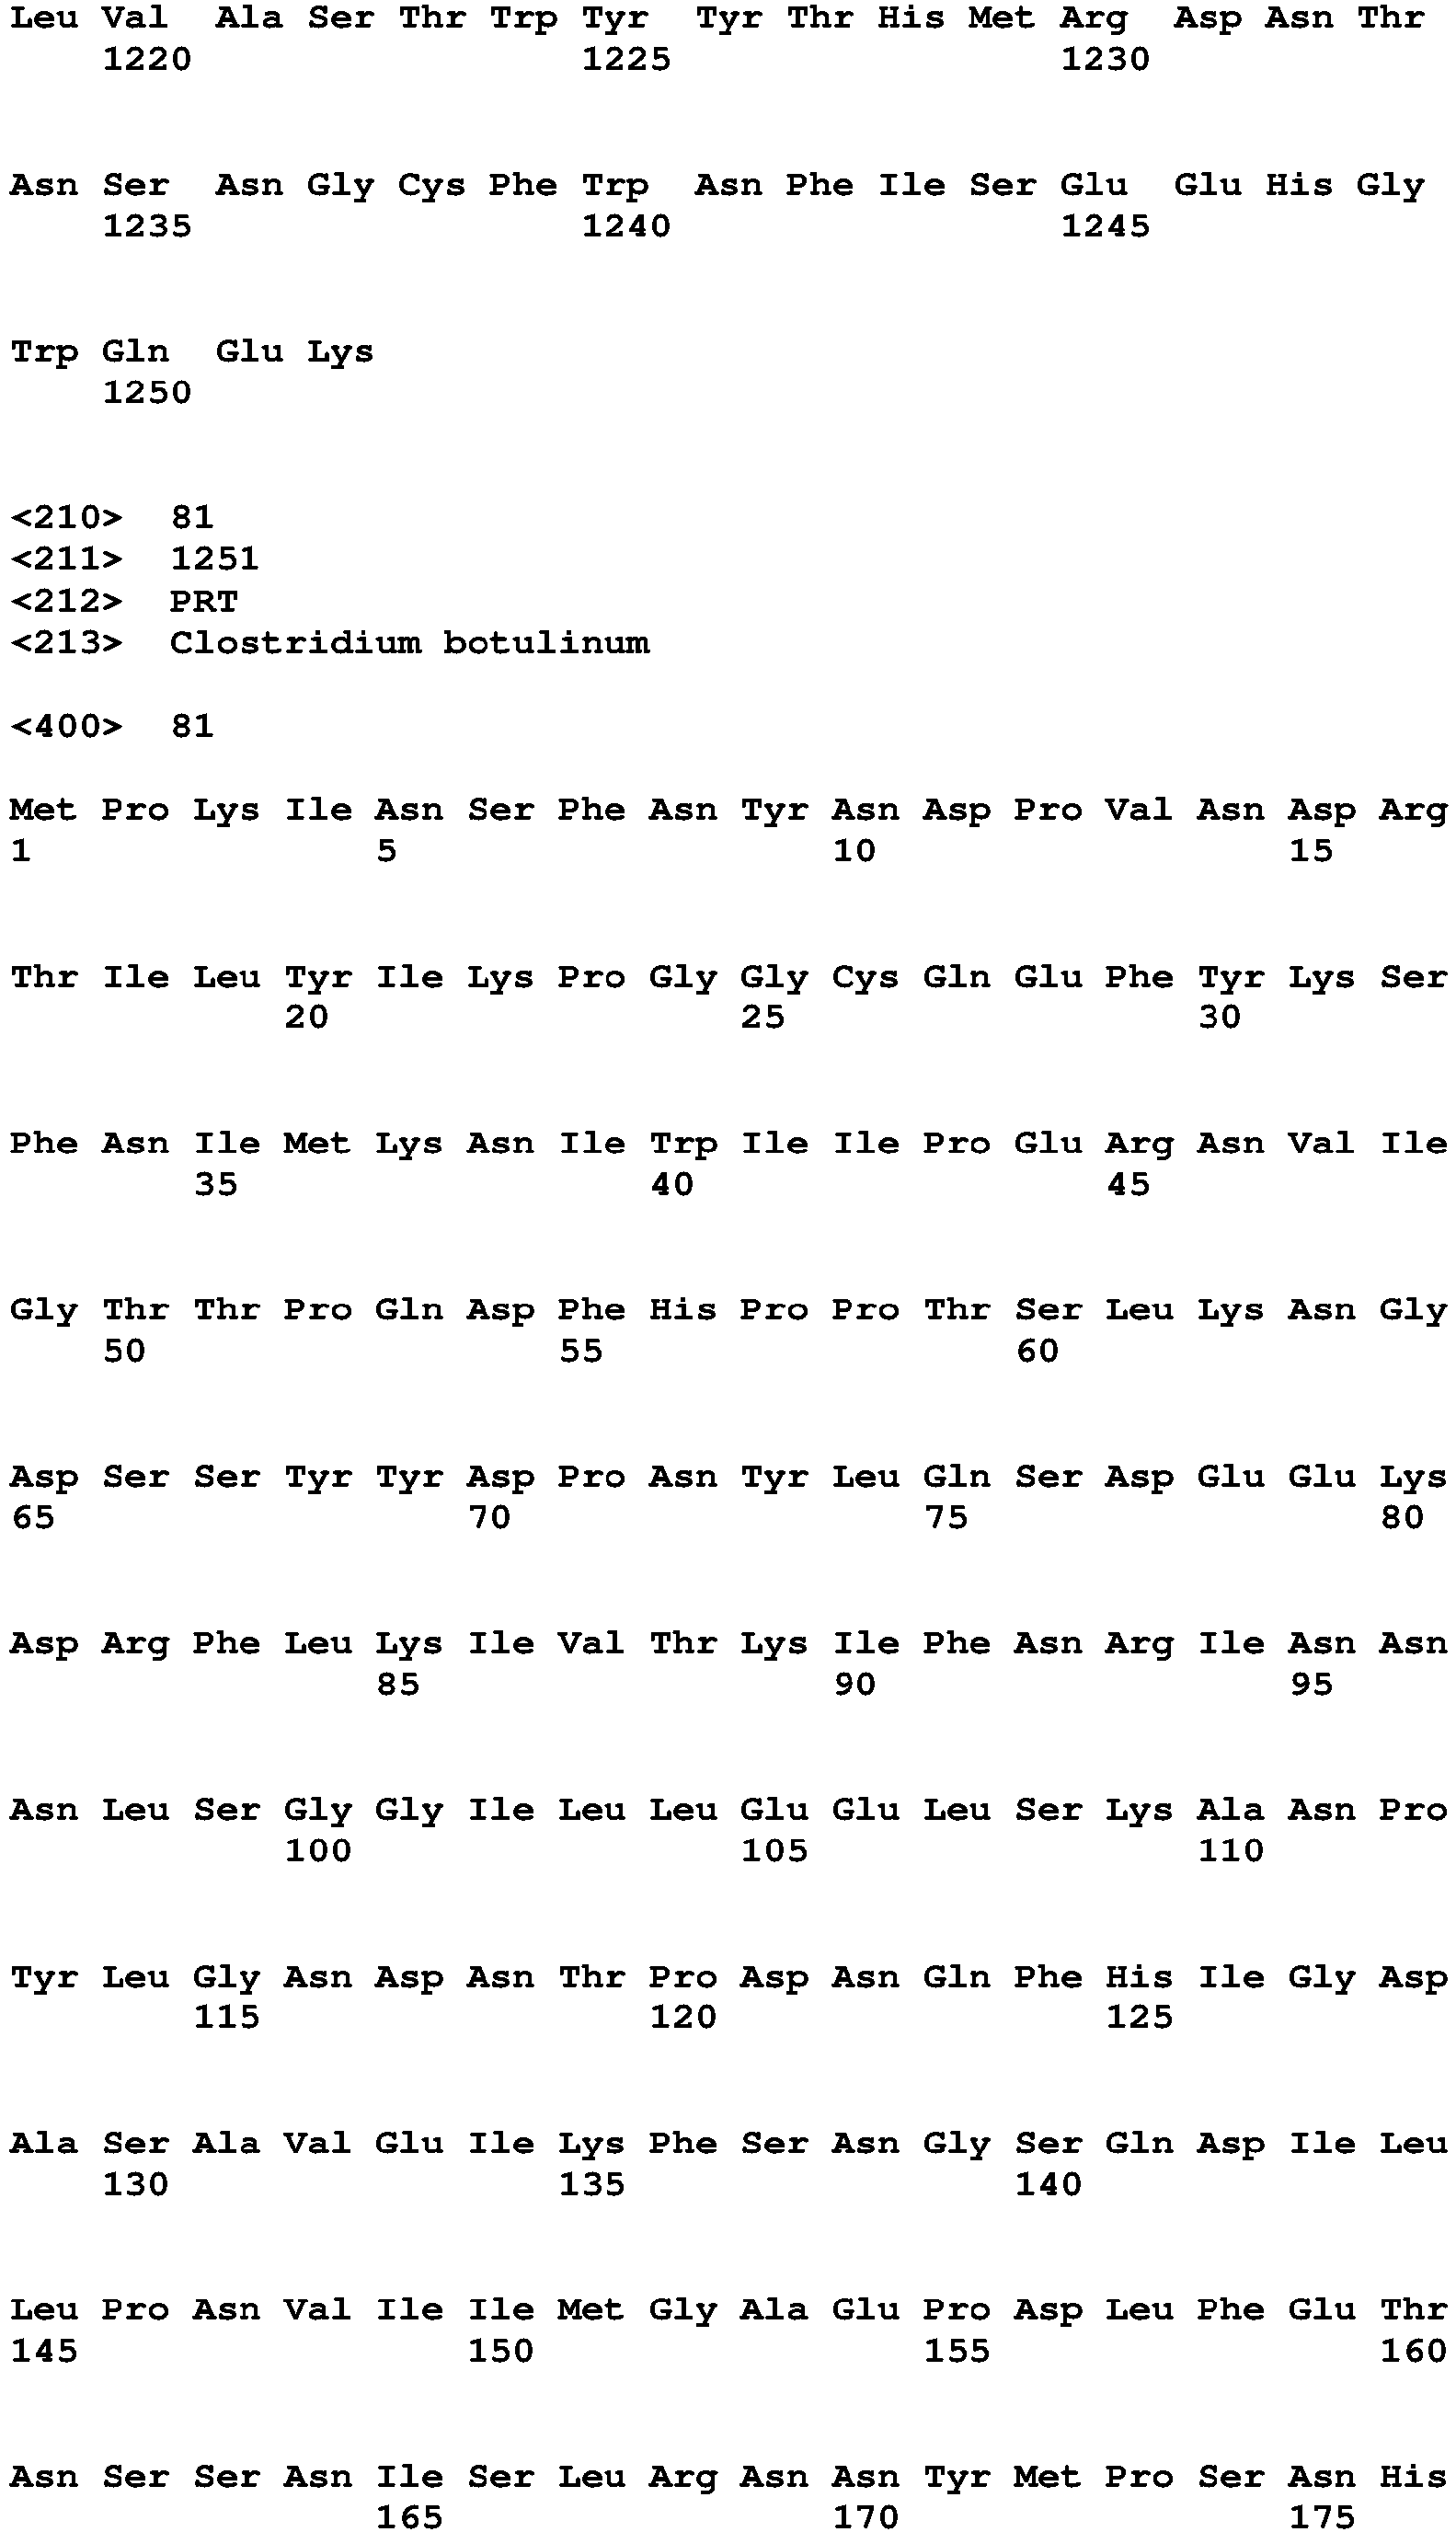 Leu Val Ala Ser Thr Trp Tyr Tyr Thr His Met Arg Asp Asn Thr
1220 1225 1230
Asn Ser Asn Gly Cys Phe Trp Asn Phe Ile Ser Glu Glu His Gly
1235 1240 1245
Trp Gln Glu Lys
1250
<210> 81
<211> 1251
<212> PRT
<213> Clostridium botulinum
<400> 81
Met Pro Lys Ile Asn Ser Phe Asn Tyr Asn Asp Pro Val Asn Asp Arg
1 5 10 15
Thr Ile Leu Tyr Ile Lys Pro Gly Gly Cys Gln Glu Phe Tyr Lys Ser
20 25 30
Phe Asn Ile Met Lys Asn Ile Trp Ile Ile Pro Glu Arg Asn Val Ile
35 40 45
Gly Thr Thr Pro Gln Asp Phe His Pro Pro Thr Ser Leu Lys Asn Gly
50 55 60
Asp Ser Ser Tyr Tyr Asp Pro Asn Tyr Leu Gln Ser Asp Glu Glu Lys
65 70 75 80
Asp Arg Phe Leu Lys Ile Val Thr Lys Ile Phe Asn Arg Ile Asn Asn
85 90 95
Asn Leu Ser Gly Gly Ile Leu Leu Glu Glu Leu Ser Lys Ala Asn Pro
100 105 110
Tyr Leu Gly Asn Asp Asn Thr Pro Asp Asn Gln Phe His Ile Gly Asp
115 120 125
Ala Ser Ala Val Glu Ile Lys Phe Ser Asn Gly Ser Gln Asp Ile Leu
130 135 140
Leu Pro Asn Val Ile Ile Met Gly Ala Glu Pro Asp Leu Phe Glu Thr
145 150 155 160
Asn Ser Ser Asn Ile Ser Leu Arg Asn Asn Tyr Met Pro Ser Asn His
165 170 175